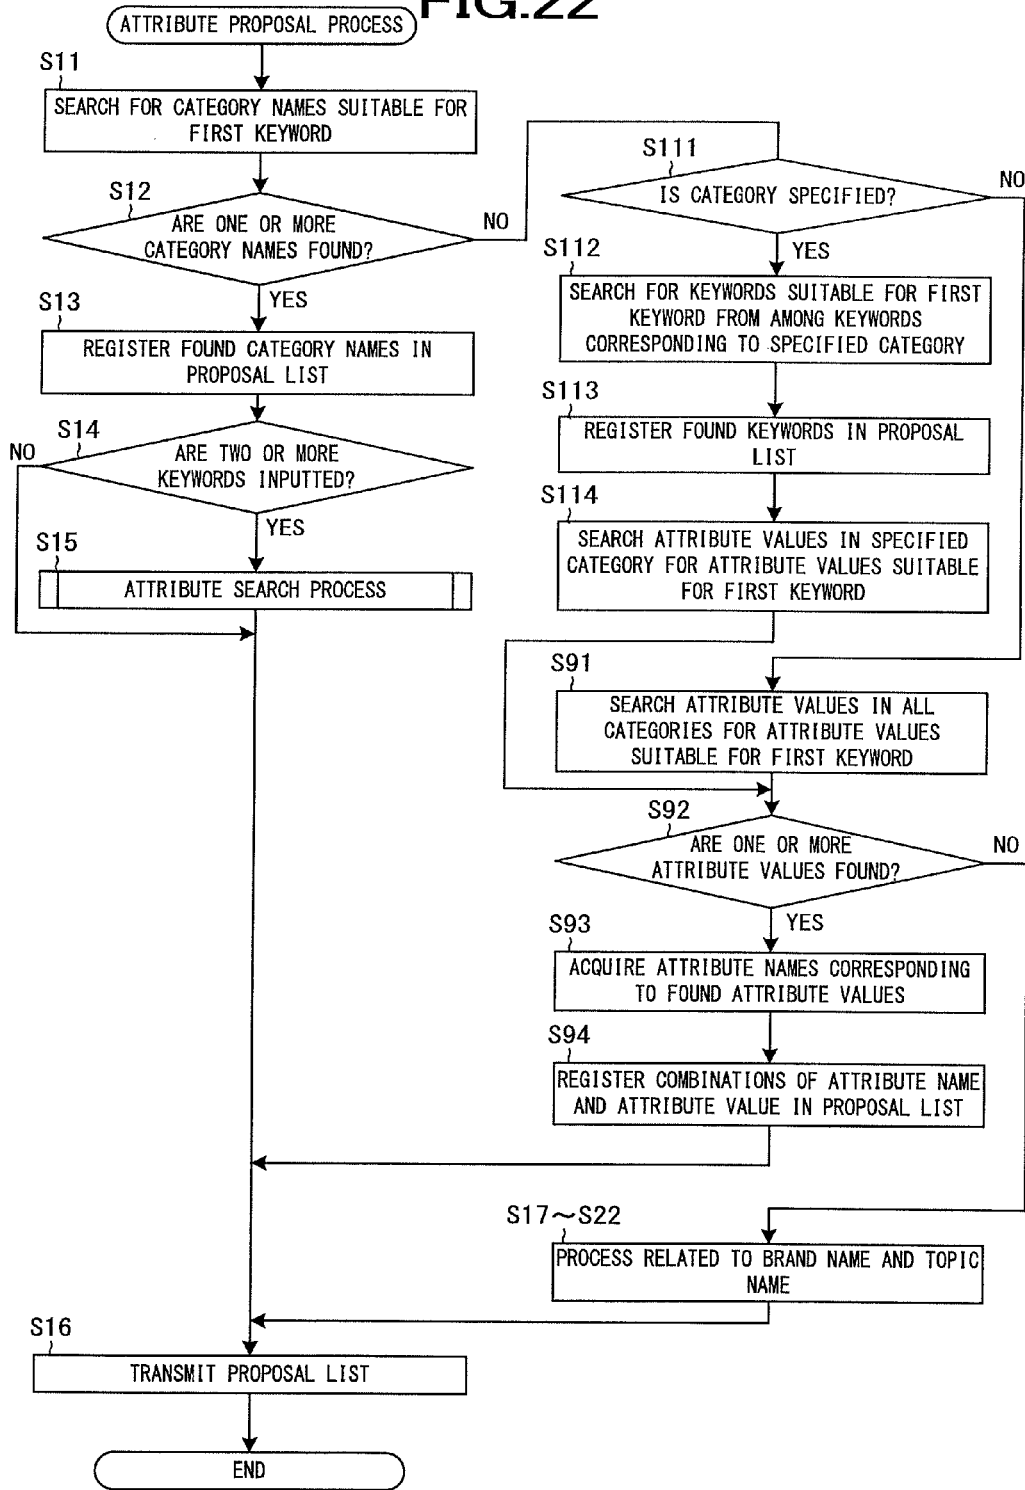 FIG.22
ATTRIBUTE PROPOSAL PROCESS
S11
SEARCH FOR CATEGORY NAMES SUITABLE FOR
FIRST KEYWORD
S12
ARE ONE OR MORE
CATEGORY NAMES FOUND?
NO
YES
S13
REGISTER FOUND CATEGORY NAMES IN
PROPOSAL LIST
S14
NO
ARE TWO OR MORE
KEYWORDS INPUTTED?
YES
S15
ATTRIBUTE SEARCH PROCESS
S111
IS CATEGORY SPECIFIED?
NO
YES
S112
SEARCH FOR KEYWORDS SUITABLE FOR FIRST
KEYWORD FROM AMONG KEYWORDS
CORRESPONDING TO SPECIFIED CATEGORY
S113
REGISTER FOUND KEYWORDS IN PROPOSAL
LIST
S114
SEARCH ATTRIBUTE VALUES IN SPECIFIED
CATEGORY FOR ATTRIBUTE VALUES SUITABLE
FOR FIRST KEYWORD
S91
SEARCH ATTRIBUTE VALUES IN ALL
CATEGORIES FOR ATTRIBUTE VALUES
SUITABLE FOR FIRST KEYWORD
S92
ARE ONE OR MORE
ATTRIBUTE VALUES FOUND?
NO
YES
S93
ACQUIRE ATTRIBUTE NAMES CORRESPONDING
TO FOUND ATTRIBUTE VALUES
S94
REGISTER COMBINATIONS OF ATTRIBUTE NAME
AND ATTRIBUTE VALUE IN PROPOSAL LIST
S17～S22
PROCESS RELATED TO BRAND NAME AND TOPIC
NAME
S16
TRANSMIT PROPOSAL LIST
END